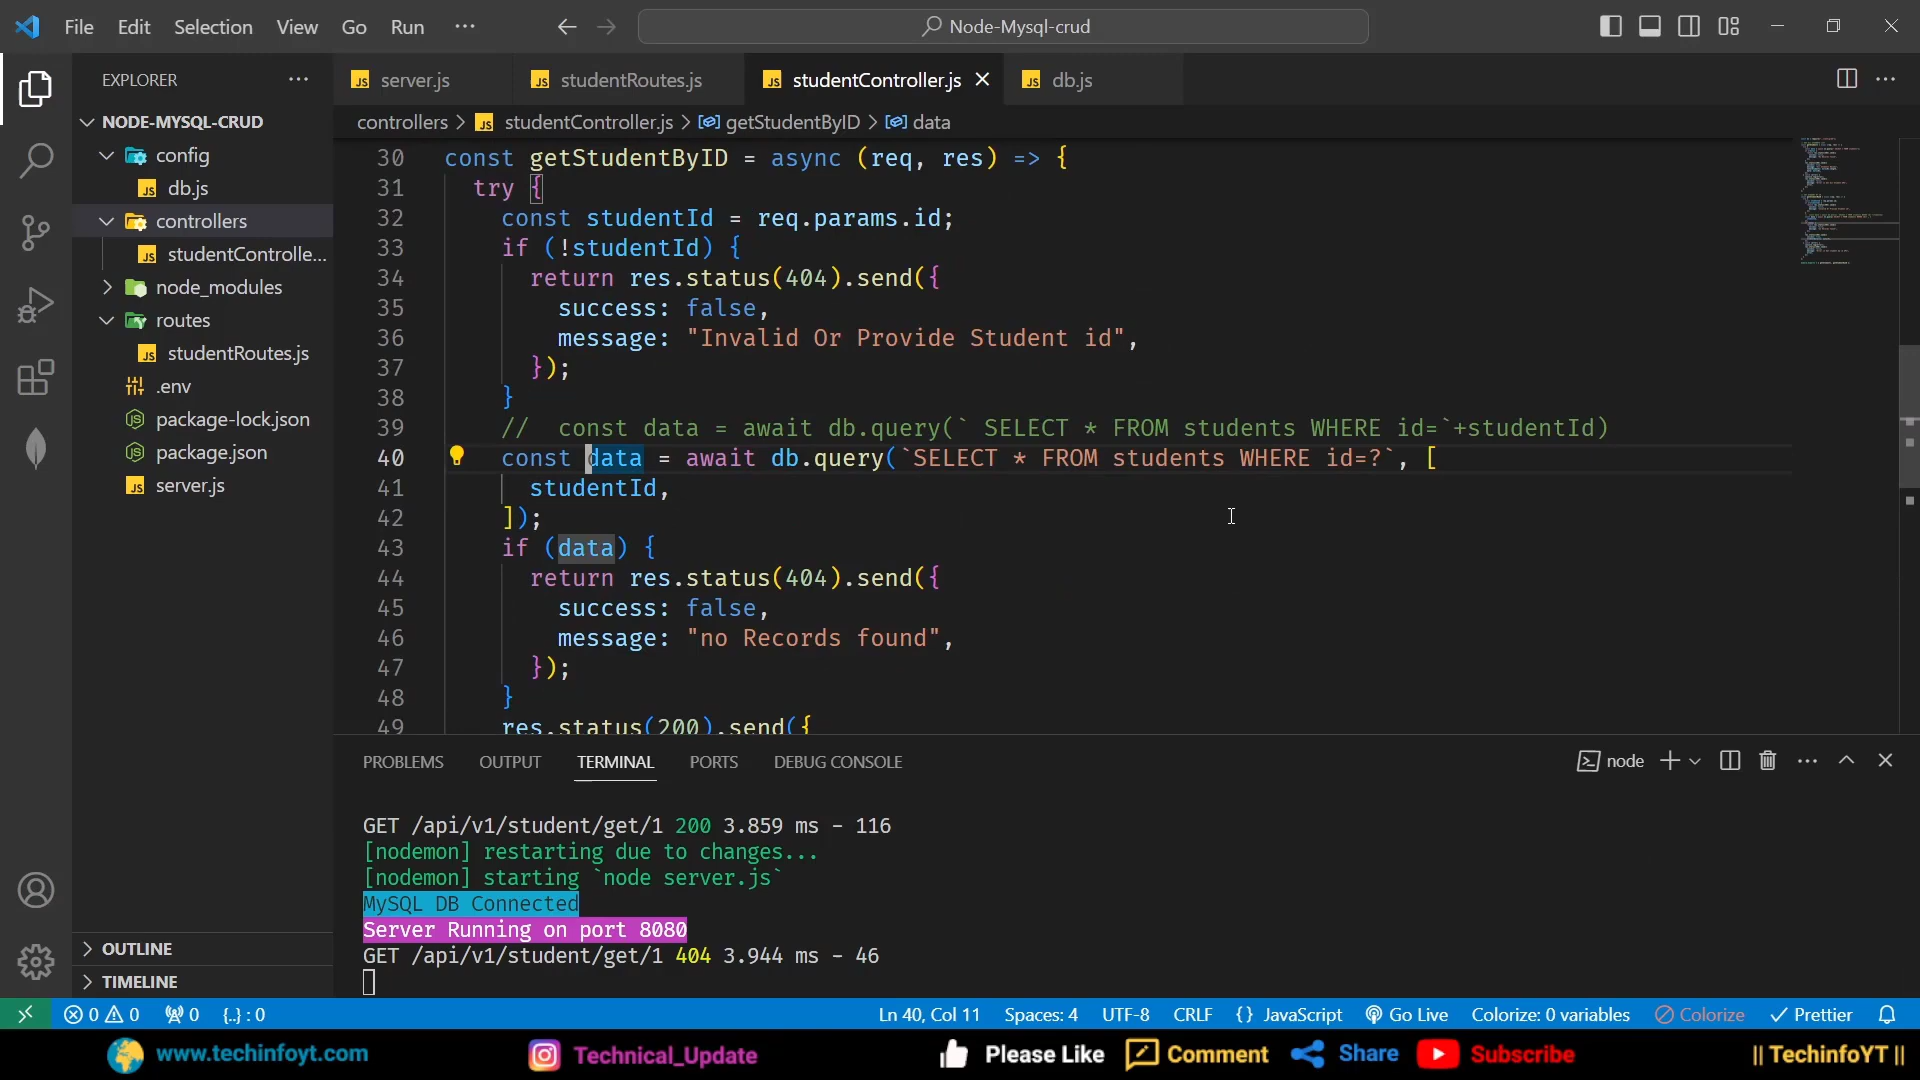 File Edit Selection View Go Run ··· Node-Mysql-crud
EXPLORER ···
NODE-MYSQL-CRUD
config
db.js
controllers
studentControlle...
node_modules
routes
studentRoutes.js
.env
package-lock.json
package.json
server.js
OUTLINE
TIMELINE
server.js studentRoutes.js studentController.js db.js
controllers > studentController.js > getStudentByID > data
30 const getStudentByID = async (req, res) => {
31 try {
32 const studentId = req.params.id;
33 if (!studentId) {
34 return res.status(404).send({
35 success: false,
36 message: "Invalid Or Provide Student id",
37 });
38 }
39 // const data = await db.query(` SELECT * FROM students WHERE id=`+studentId)
40 const data = await db.query(`SELECT * FROM students WHERE id=?`, [
41 studentId,
42 ]);
43 if (data) {
44 return res.status(404).send({
45 success: false,
46 message: "no Records found",
47 });
48 }
49 res.status(200).send({
PROBLEMS OUTPUT TERMINAL PORTS DEBUG CONSOLE node
GET /api/v1/student/get/1 200 3.859 ms - 116
[nodemon] restarting due to changes...
[nodemon] starting `node server.js`
MySQL DB Connected
Server Running on port 8080
GET /api/v1/student/get/1 404 3.944 ms - 46
0 0 0 {..} : 0 Ln 40, Col 11 Spaces: 4 UTF-8 CRLF {} JavaScript Go Live Colorize: 0 variables Colorize Prettier
www.techinfoyt.com Technical_Update Please Like Comment Share Subscribe || TechinfoYT ||